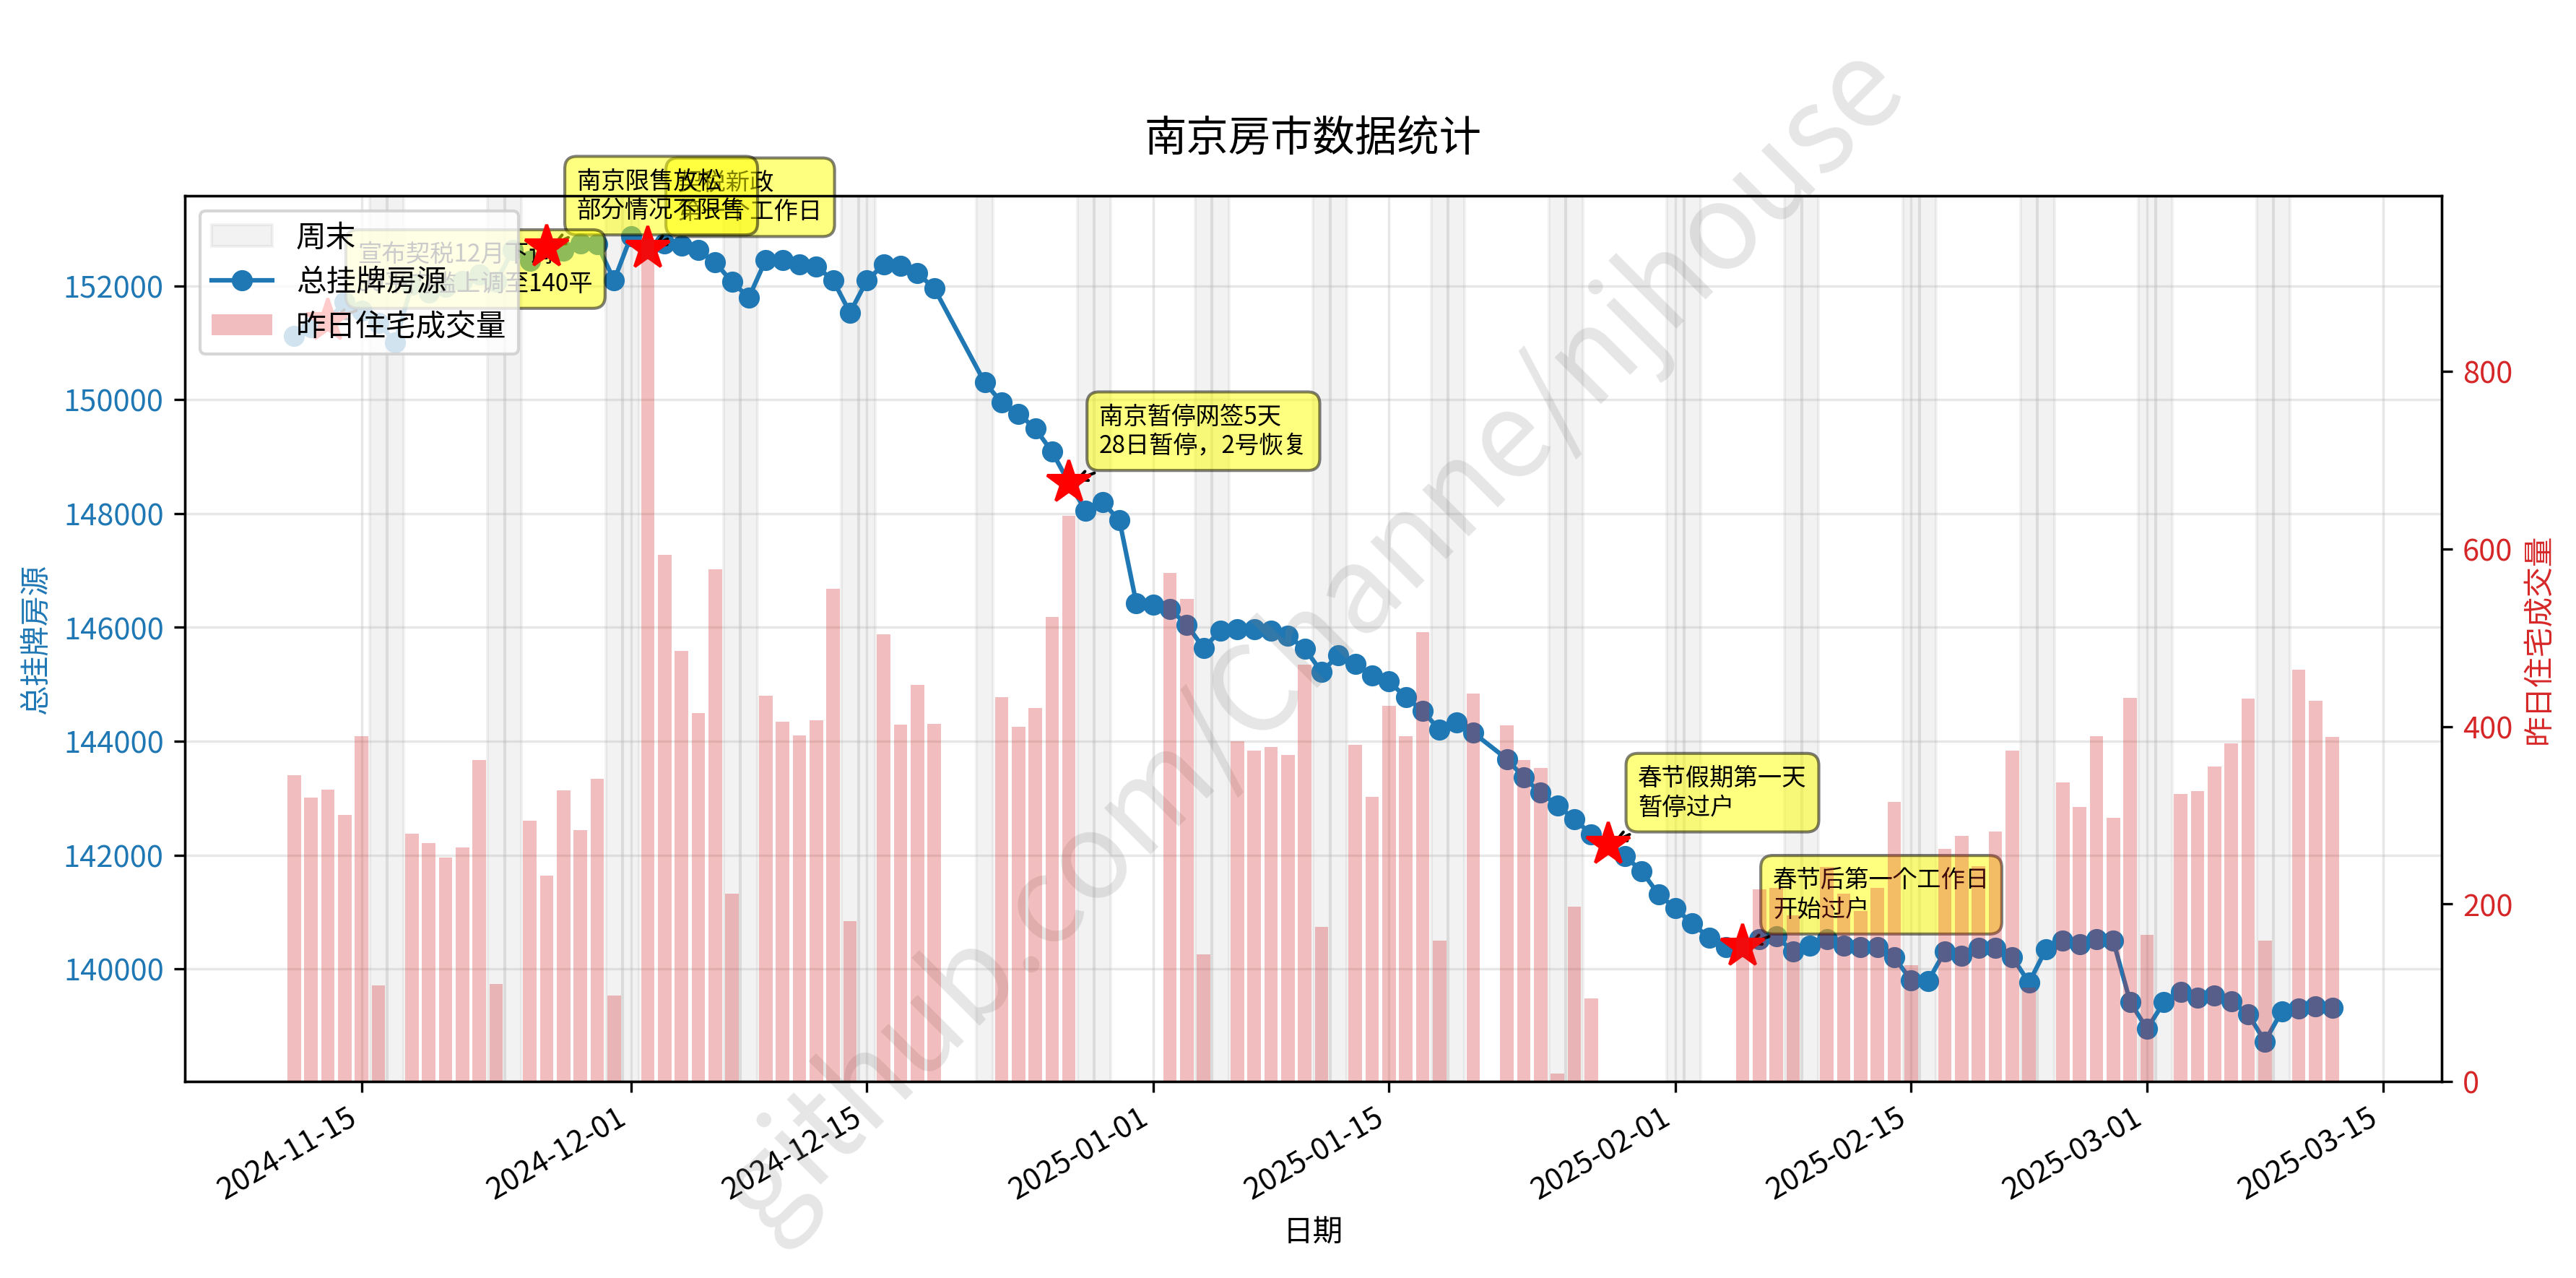 南京房市数据统计
南京限售放松
部分情况不限售
新政
工作日
周末
总挂牌房源
昨日住宅成交量
宣布契税12月下
上调至140平
南京暂停网签5天
28日暂停，2号恢复
春节假期第一天
暂停过户
春节后第一个工作日
开始过户
总挂牌房源
152000
150000
148000
146000
144000
142000
140000
昨日住宅成交量
800
600
400
200
0
2024-11-15
2024-12-01
2024-12-15
2025-01-01
2025-01-15
2025-02-01
2025-02-15
2025-03-01
2025-03-15
日期
github.com/Channe/njhouse